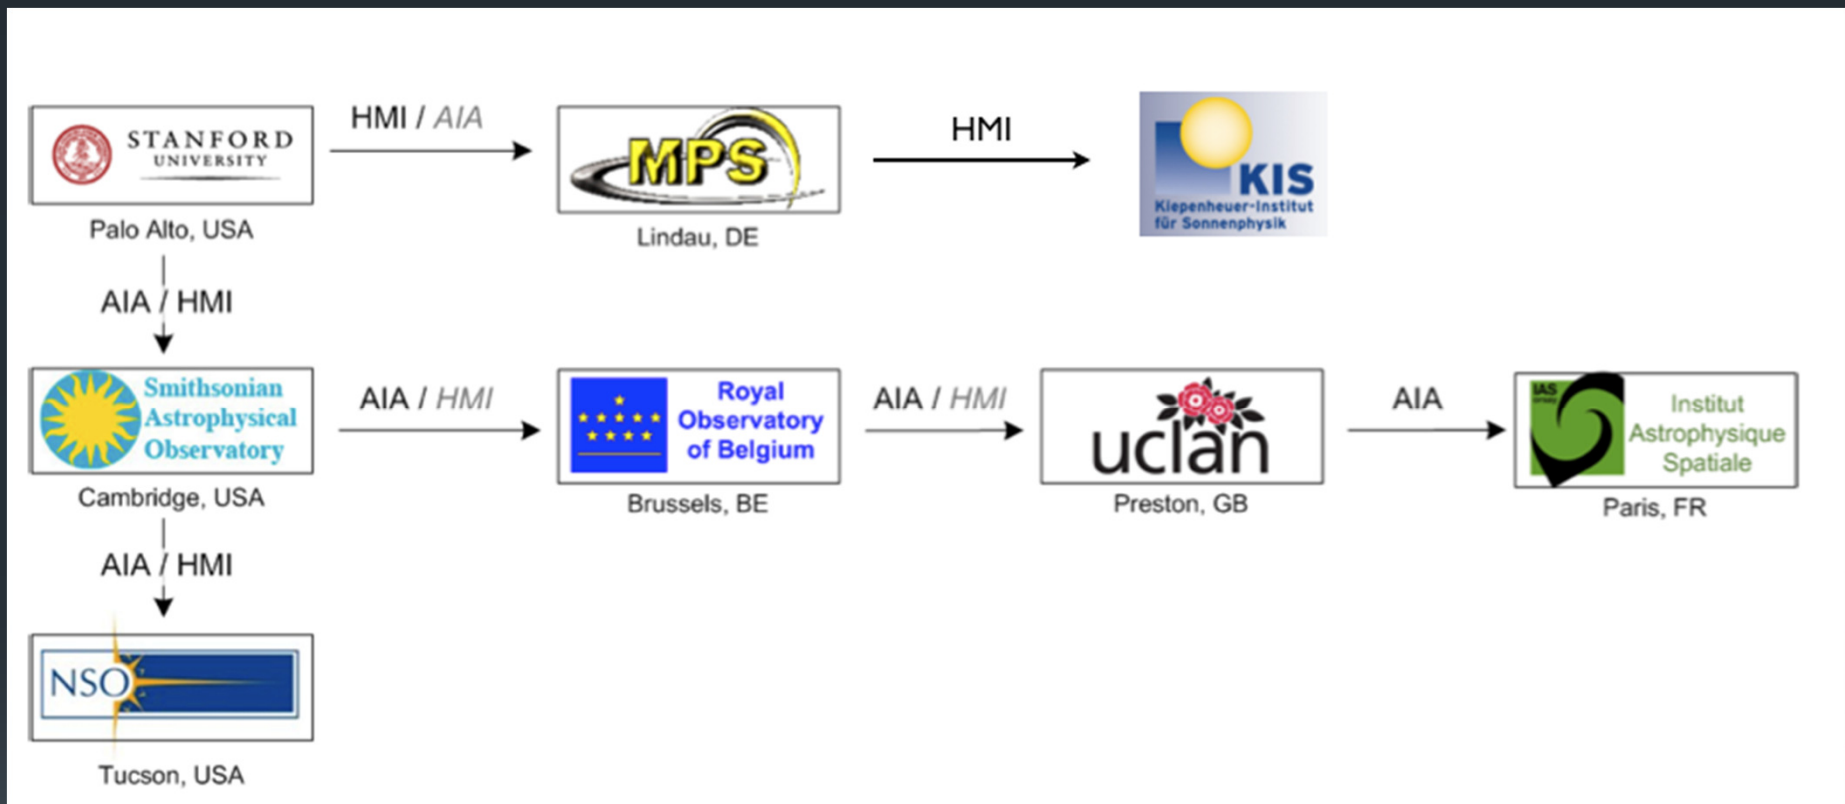 STANFORD
UNIVERSITY
Palo Alto, USA
HMI / AIA
MPS
Lindau, DE
HMI
KIS
Kiepenheuer-Institut
für Sonnenphysik
AIA / HMI
Smithsonian
Astrophysical
Observatory
Cambridge, USA
AIA / HMI
Royal
Observatory
of Belgium
Brussels, BE
AIA / HMI
uclan
Preston, GB
AIA
IAS
Institut
Astrophysique
Spatiale
Paris, FR
AIA / HMI
NSO
Tucson, USA